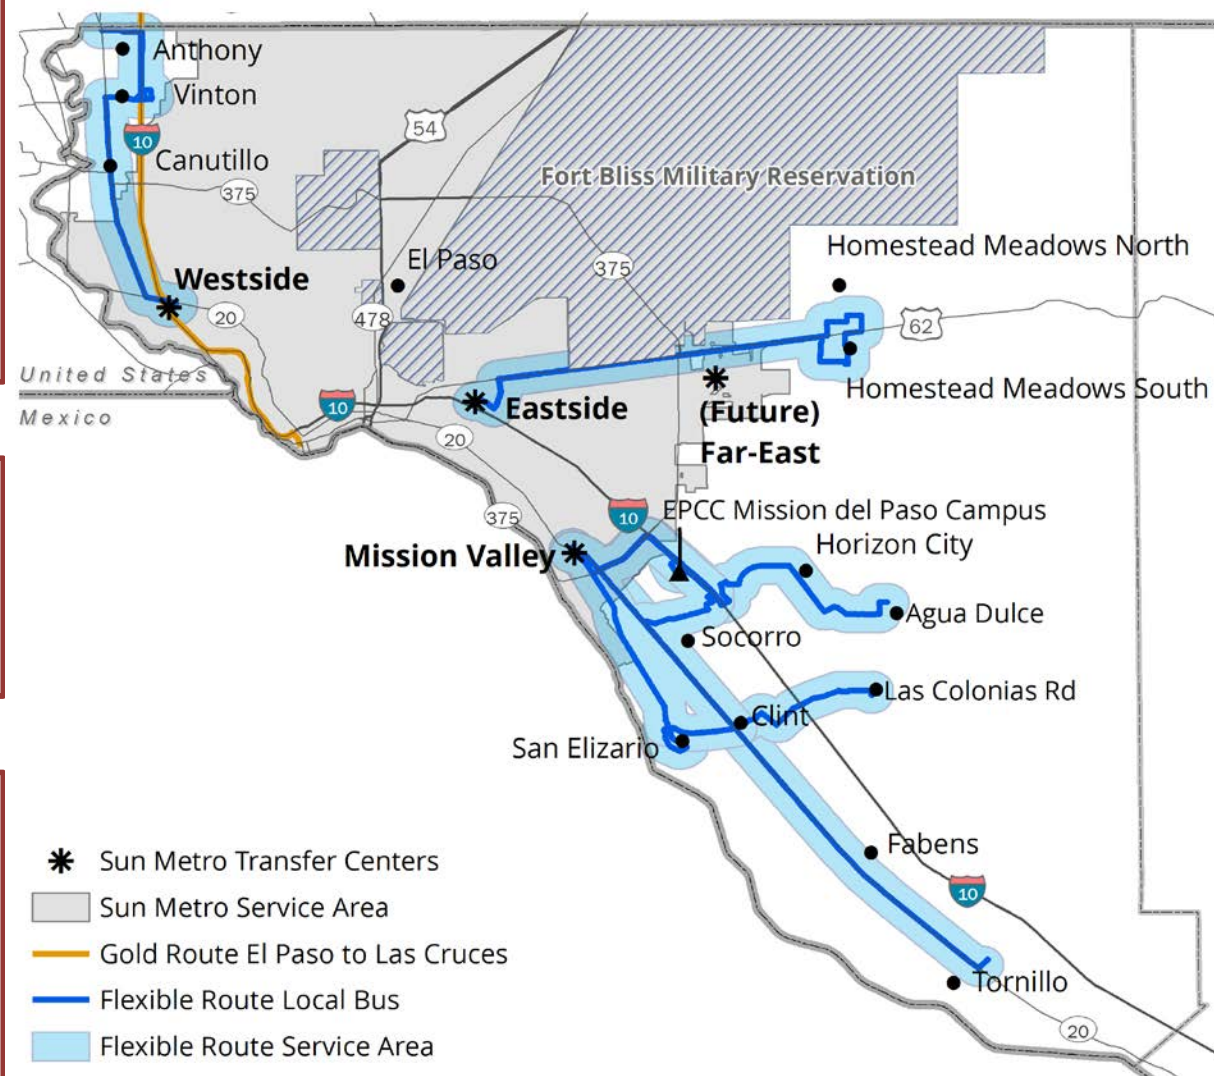 Anthony
Vinton
10
Canutillo
54
375
Fort Bliss Military Reservation
El Paso
Homestead Meadows North
375
Westside
20
478
62
United States
Mexico
10
Eastside
Homestead Meadows South
(Future)
Far-East
20
375
10
EPCC Mission del Paso Campus
Horizon City
Mission Valley
Agua Dulce
Socorro
Las Colonias Rd
Clint
San Elizario
Fabens
10
Tornillo
20
Sun Metro Transfer Centers
Sun Metro Service Area
Gold Route El Paso to Las Cruces
Flexible Route Local Bus
Flexible Route Service Area